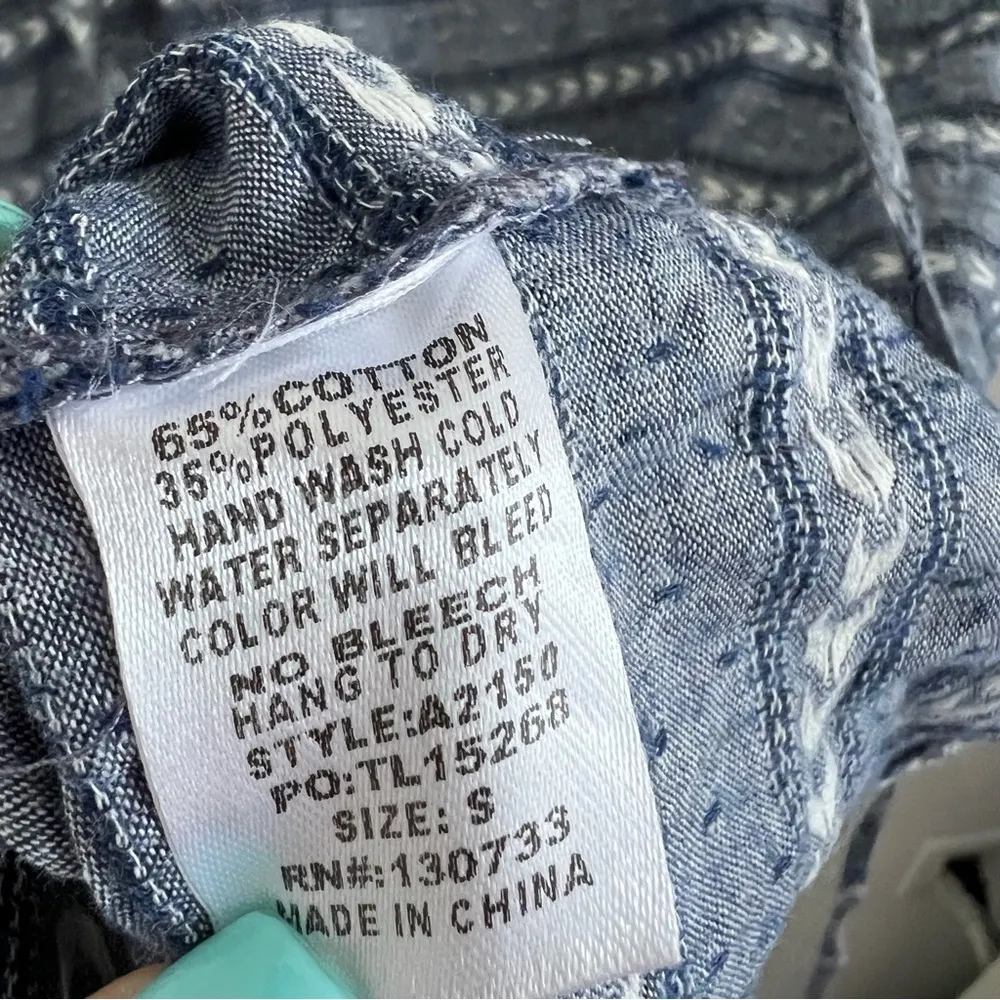 65%COTTON
35%POLYESTER
HAND WASH COLD
WATER SEPARATELY
COLOR WILL BLEED
NO BLEECH
HANG TO DRY
STYLE:A2150
PO:TL15268
SIZE: S
RN#:130733
MADE IN CHINA